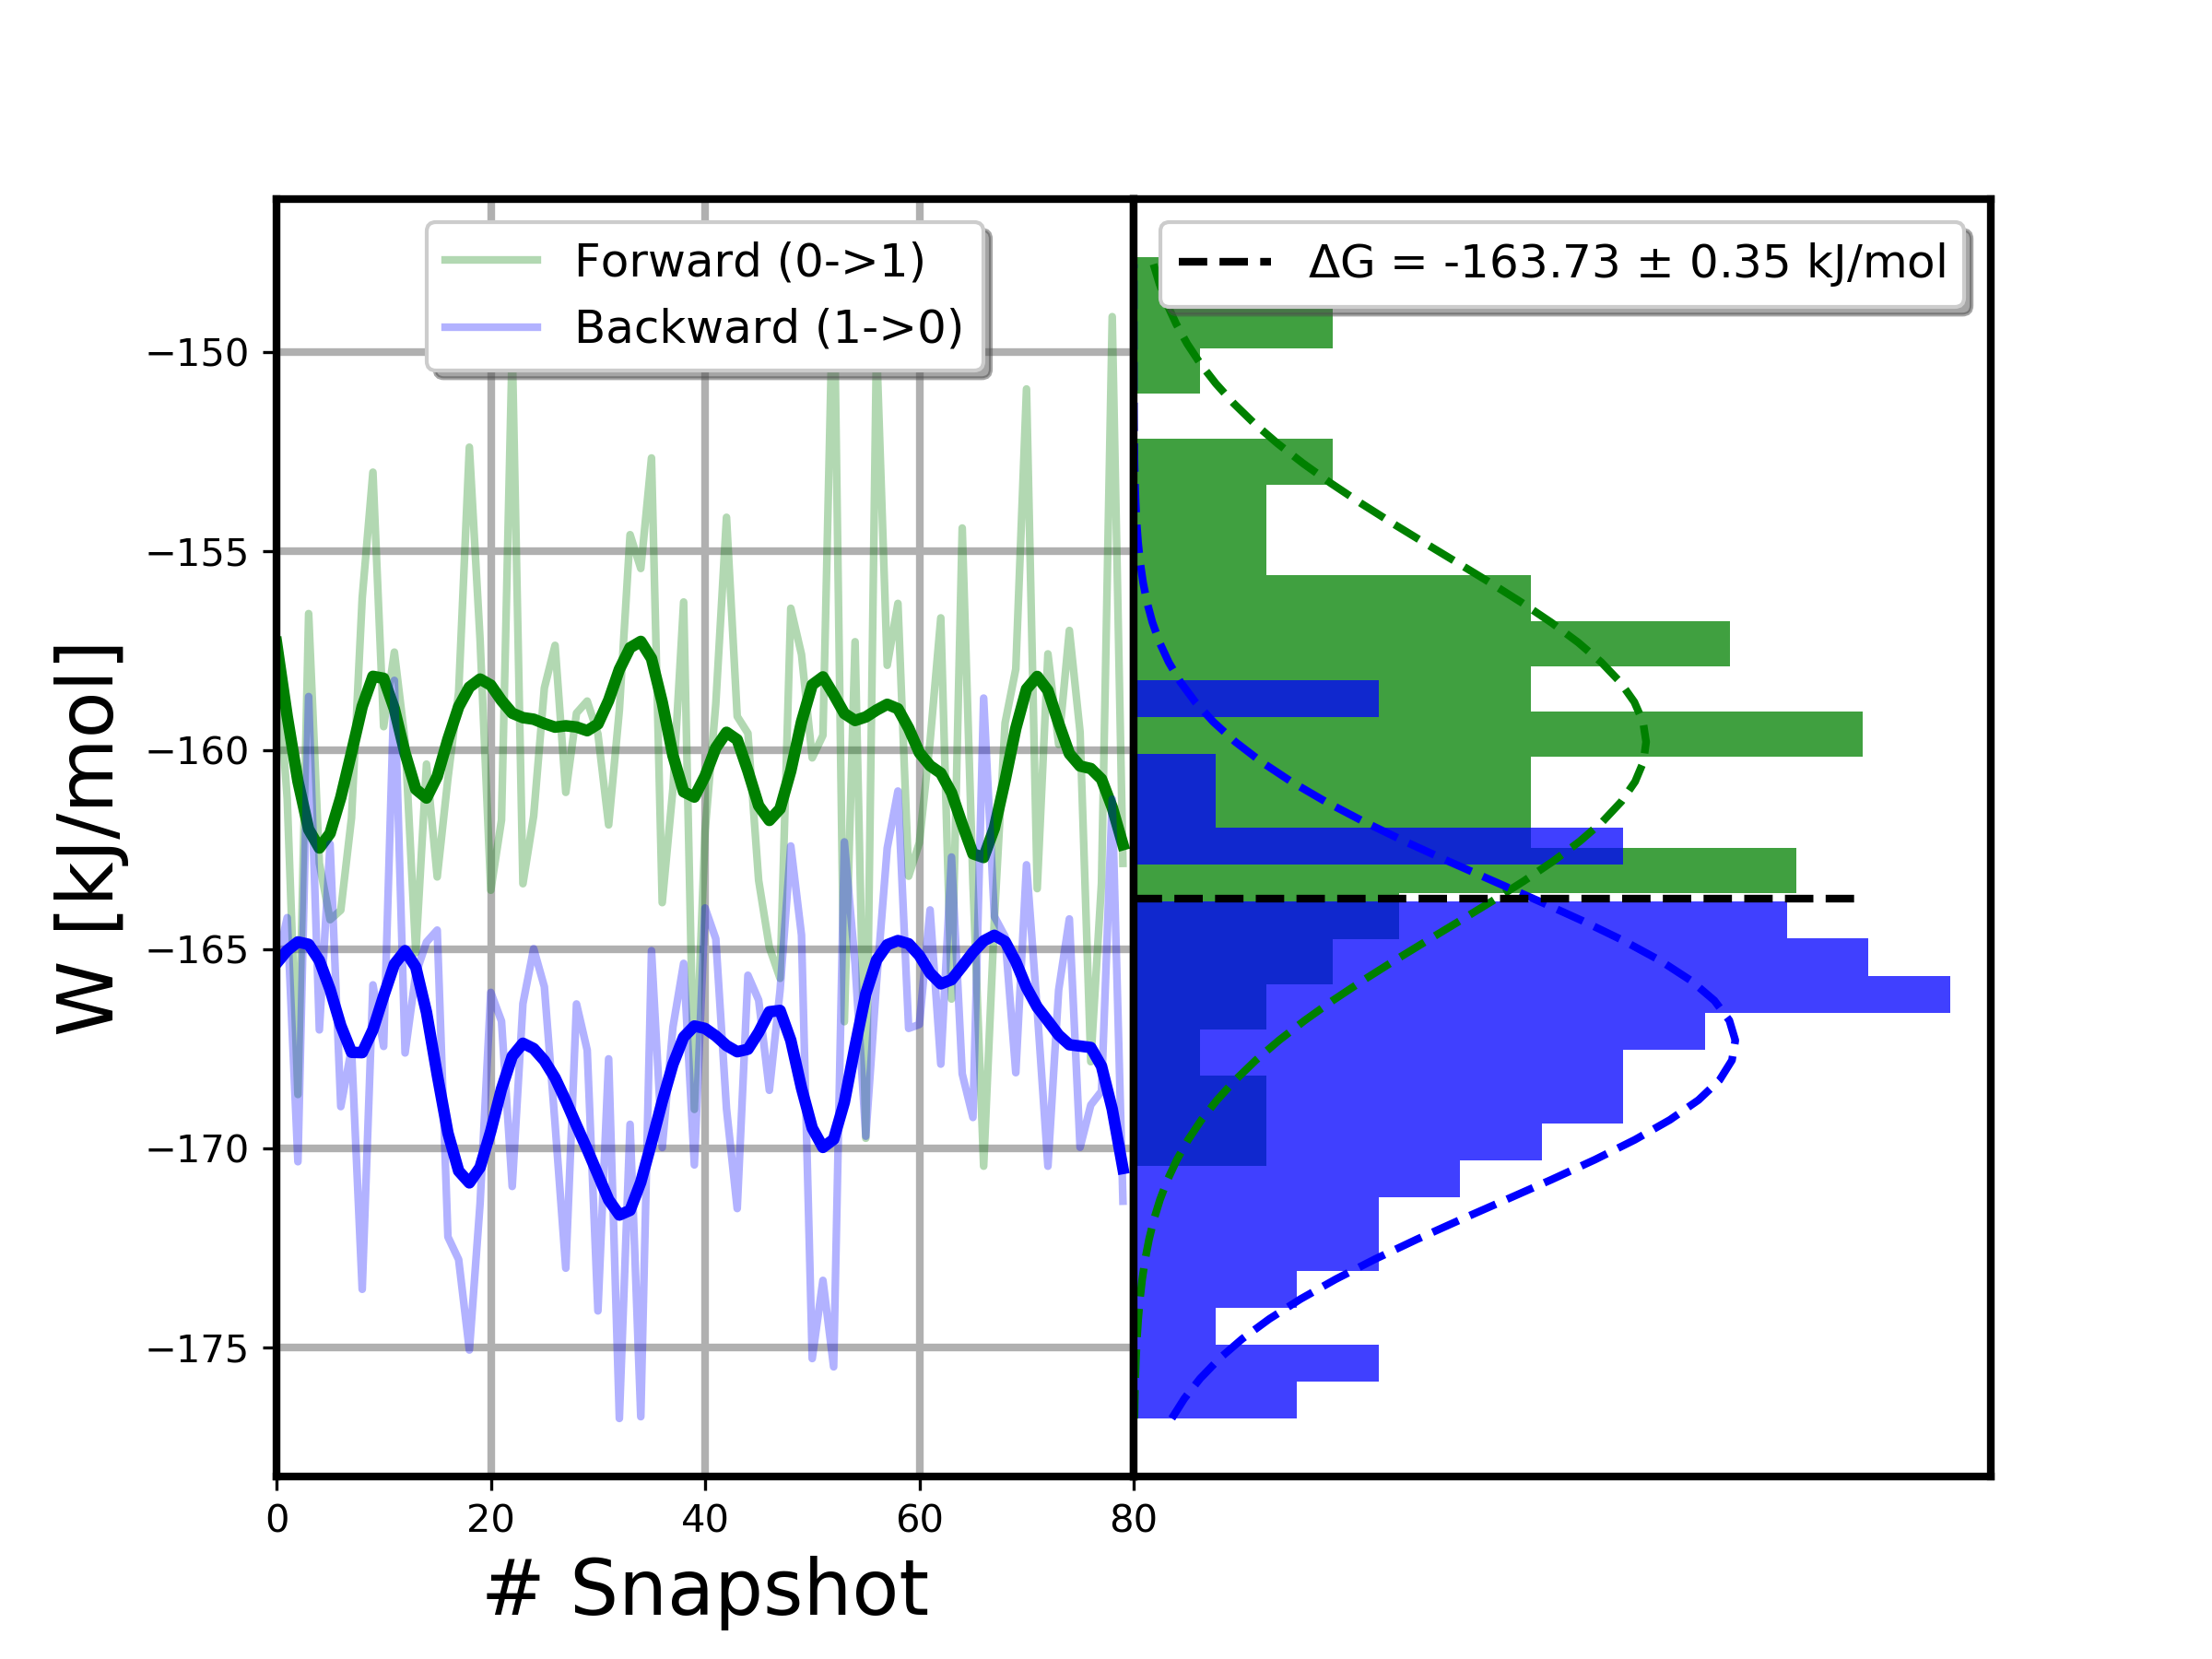 Forward (0->1)
Backward (1->0)
ΔG = -163.73 ± 0.35 kJ/mol
W [kJ/mol]
−150
−155
−160
−165
−170
−175
0 20 40 60 80
# Snapshot